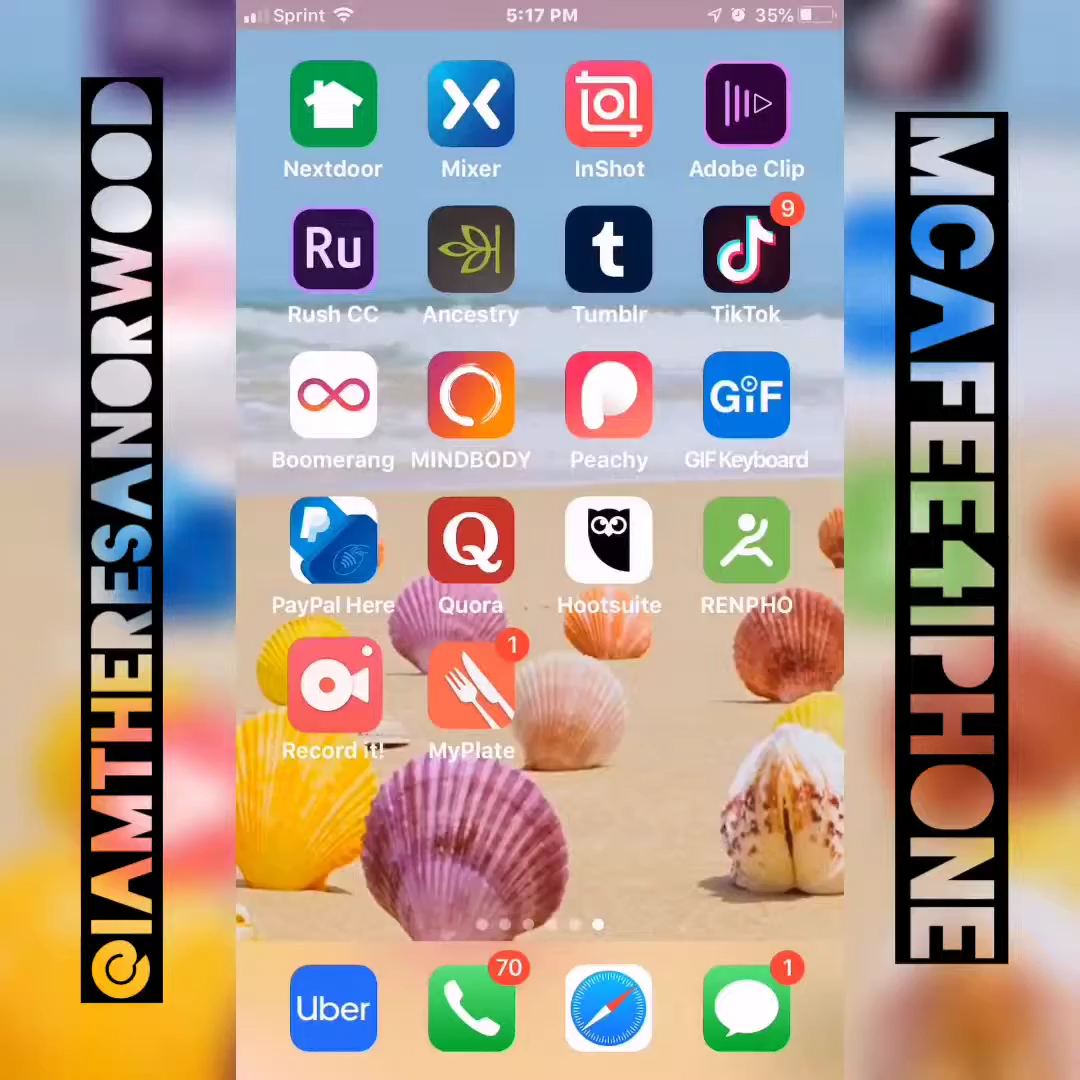 @IAMTHERESANORWOOD
Sprint 5:17 PM 35%
Nextdoor Mixer InShot Adobe Clip
9
Ru t
Rush CC Ancestry Tumblr TikTok
GIF
Boomerang MINDBODY Peachy GIF Keyboard
P Q
PayPal Here Quora Hootsuite RENPHO
1
Record it! MyPlate
70 1
Uber
MCAFEE4IPHONE